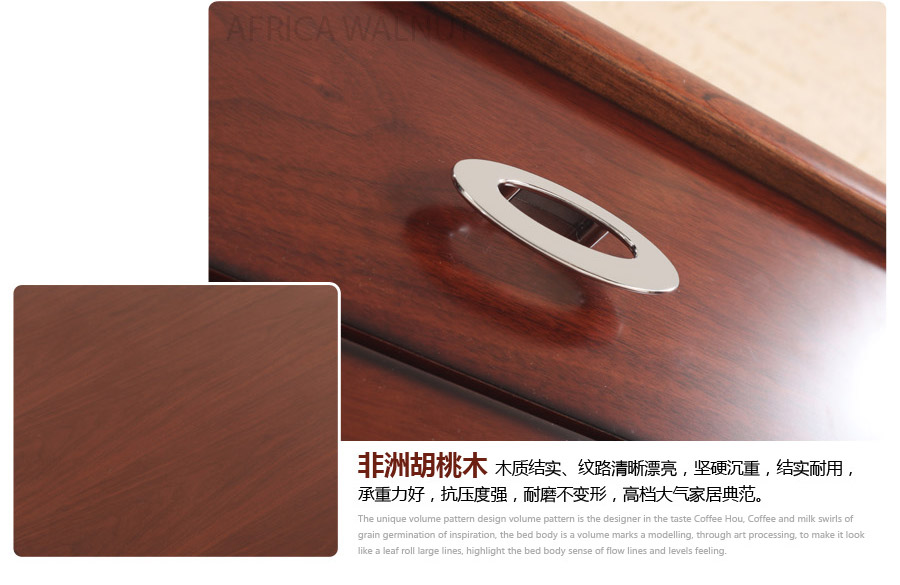 AFRICA WALNUT
非洲胡桃木 木质结实、纹路清晰漂亮，坚硬沉重，结实耐用，
承重力好，抗压度强，耐磨不变形，高档大气家居典范。
The unique volume pattern design volume pattern is the designer in the taste Coffee Hou, Coffee and milk swirls of
grain germination of inspiration, the bed body is a volume marks a modelling, through art processing, to make it look
like a leaf roll large lines, highlight the bed body sense of flow lines and levels feeling.